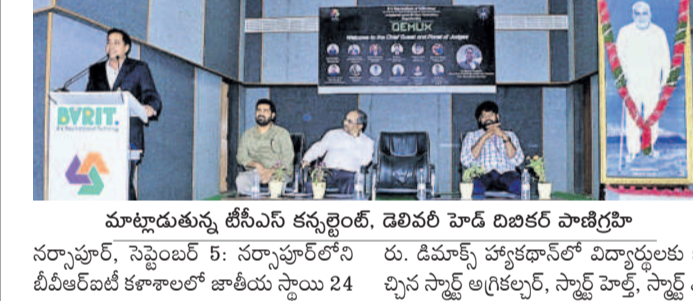 DEMUX
Welcome to the Chief Guest and Panel of Judges
BVRIT.
మాట్లాడుతున్న టీసీఎస్ కన్సల్టెంట్, డెలివరీ హెడ్ దిబికర్ పాణిగ్రహి
నర్సాపూర్, సెప్టెంబర్ 5: నర్సాపూర్‌లోని
బీవీఆర్ఐటీ కళాశాలలో జాతీయ స్థాయి 24
రు. డిమాక్స్ హ్యాకథాన్‌లో విద్యార్థులకు
చ్చిన స్మార్ట్ అగ్రికల్చర్, స్మార్ట్ హెల్త్, స్మార్ట్